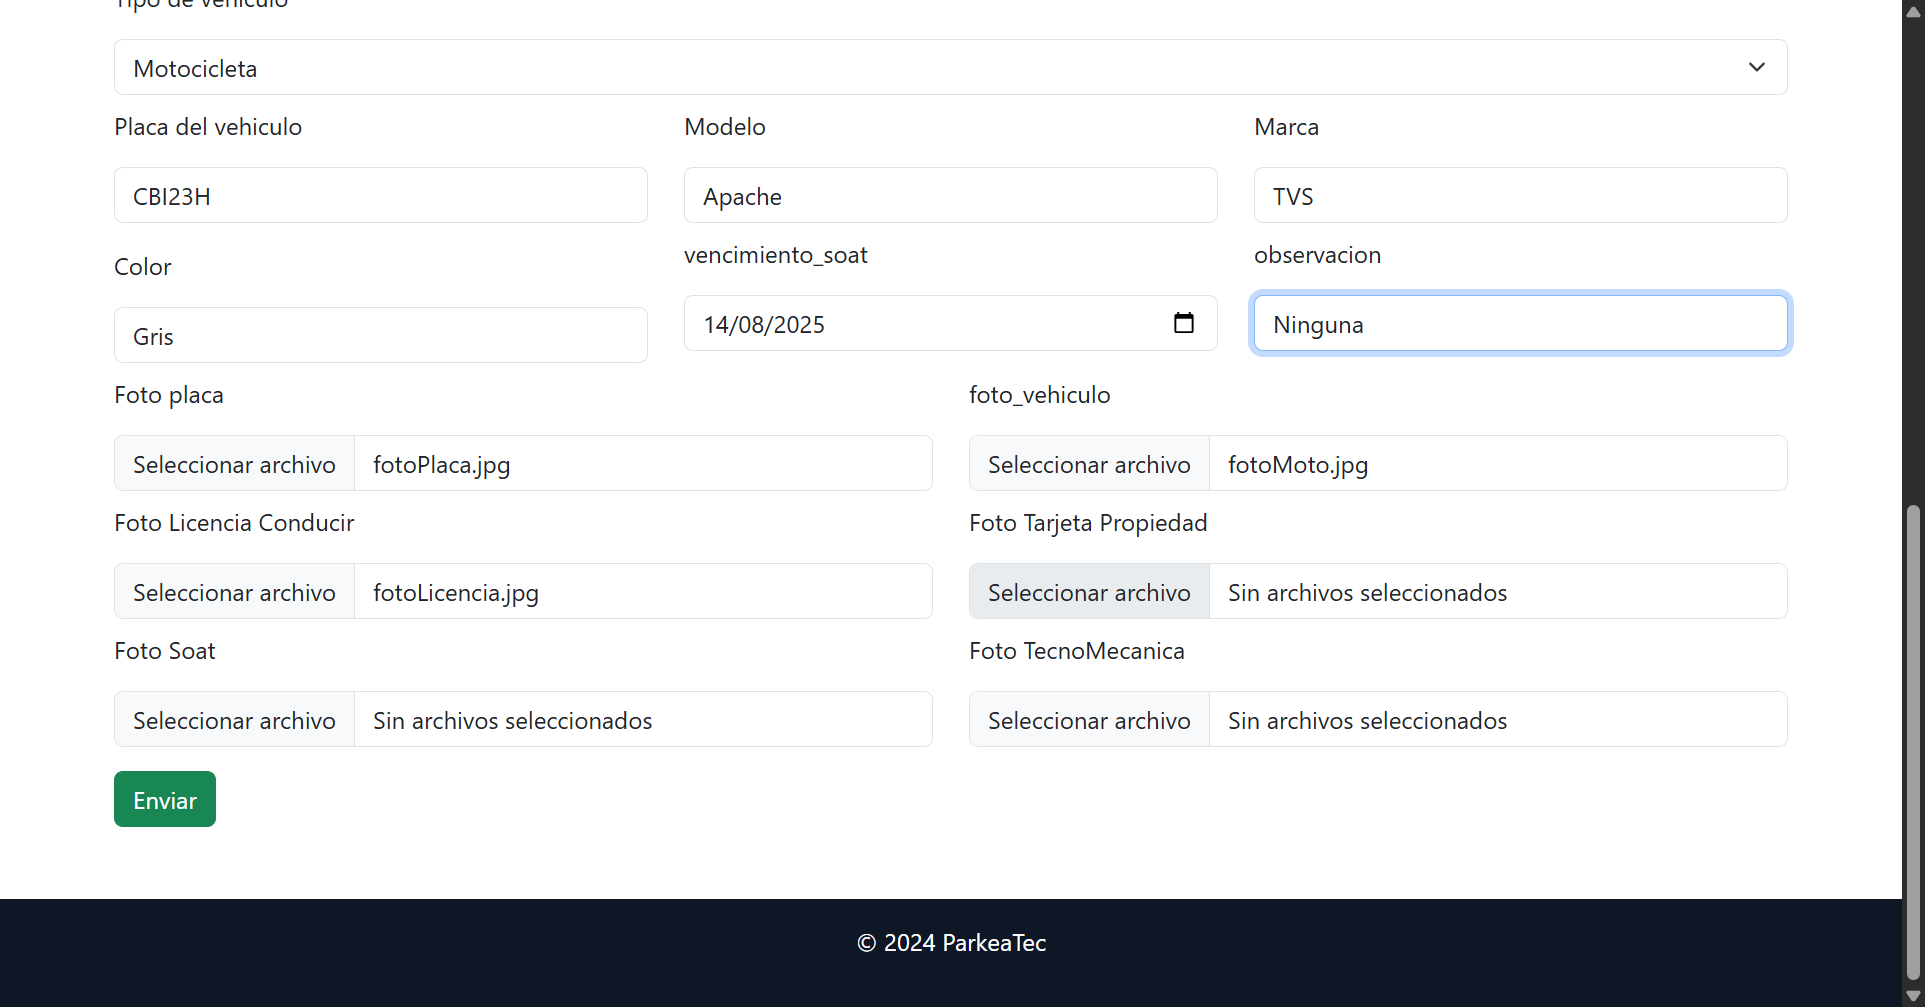 Tipo de vehiculo
Motocicleta
Placa del vehiculo
Modelo
Marca
CBI23H
Apache
TVS
Color
vencimiento_soat
observacion
Gris
14/08/2025
Ninguna
Foto placa
foto_vehiculo
Seleccionar archivo fotoPlaca.jpg
Seleccionar archivo fotoMoto.jpg
Foto Licencia Conducir
Foto Tarjeta Propiedad
Seleccionar archivo fotoLicencia.jpg
Seleccionar archivo Sin archivos seleccionados
Foto Soat
Foto TecnoMecanica
Seleccionar archivo Sin archivos seleccionados
Seleccionar archivo Sin archivos seleccionados
Enviar
© 2024 ParkeaTec